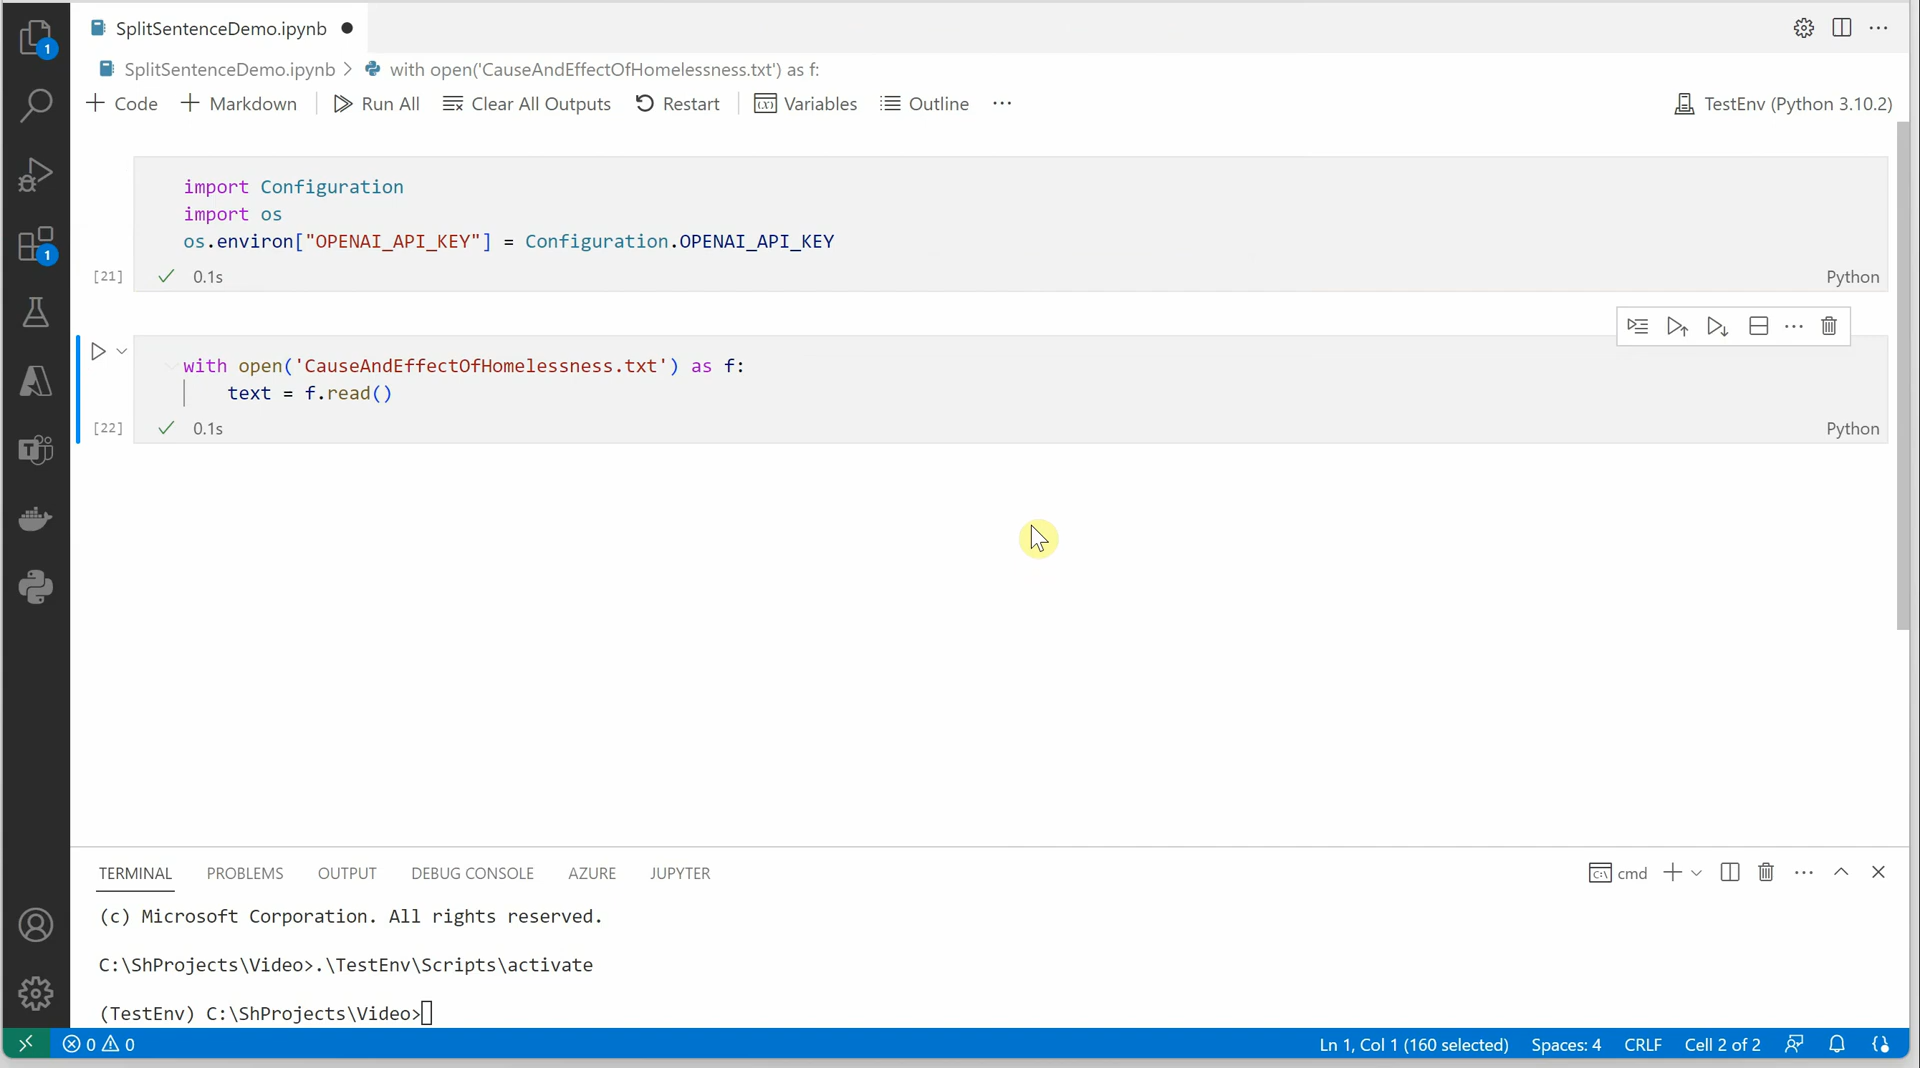 SplitSentenceDemo.ipynb
SplitSentenceDemo.ipynb > with open('CauseAndEffectOfHomelessness.txt') as f:
+ Code + Markdown Run All Clear All Outputs Restart Variables Outline ... TestEnv (Python 3.10.2)
1
import Configuration
import os
os.environ["OPENAI_API_KEY"] = Configuration.OPENAI_API_KEY
1
[21] 0.1s Python
with open('CauseAndEffectOfHomelessness.txt') as f:
text = f.read()
[22] 0.1s Python
TERMINAL PROBLEMS OUTPUT DEBUG CONSOLE AZURE JUPYTER cmd
(c) Microsoft Corporation. All rights reserved.
C:\ShProjects\Video>.\TestEnv\Scripts\activate
(TestEnv) C:\ShProjects\Video>
0 0 Ln 1, Col 1 (160 selected) Spaces: 4 CRLF Cell 2 of 2